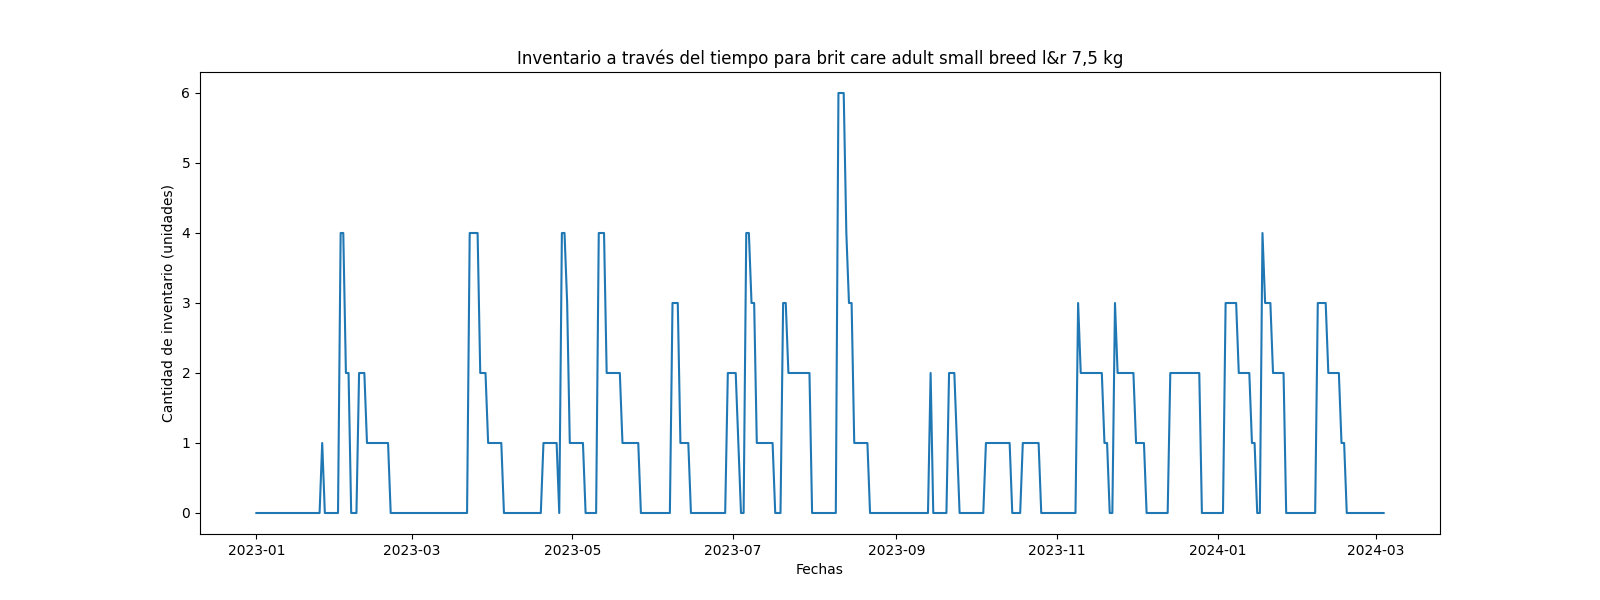 Inventario a través del tiempo para brit care adult small breed l&r 7,5 kg
Cantidad de inventario (unidades)
6
5
4
3
2
1
0
2023-01 2023-03 2023-05 2023-07 2023-09 2023-11 2024-01 2024-03
Fechas